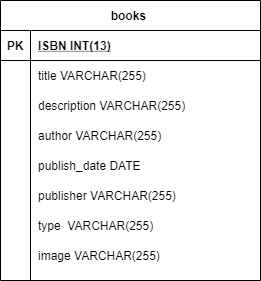 books
PK ISBN INT(13)
title VARCHAR(255)
description VARCHAR(255)
author VARCHAR(255)
publish_date DATE
publisher VARCHAR(255)
type  VARCHAR(255)
image VARCHAR(255)